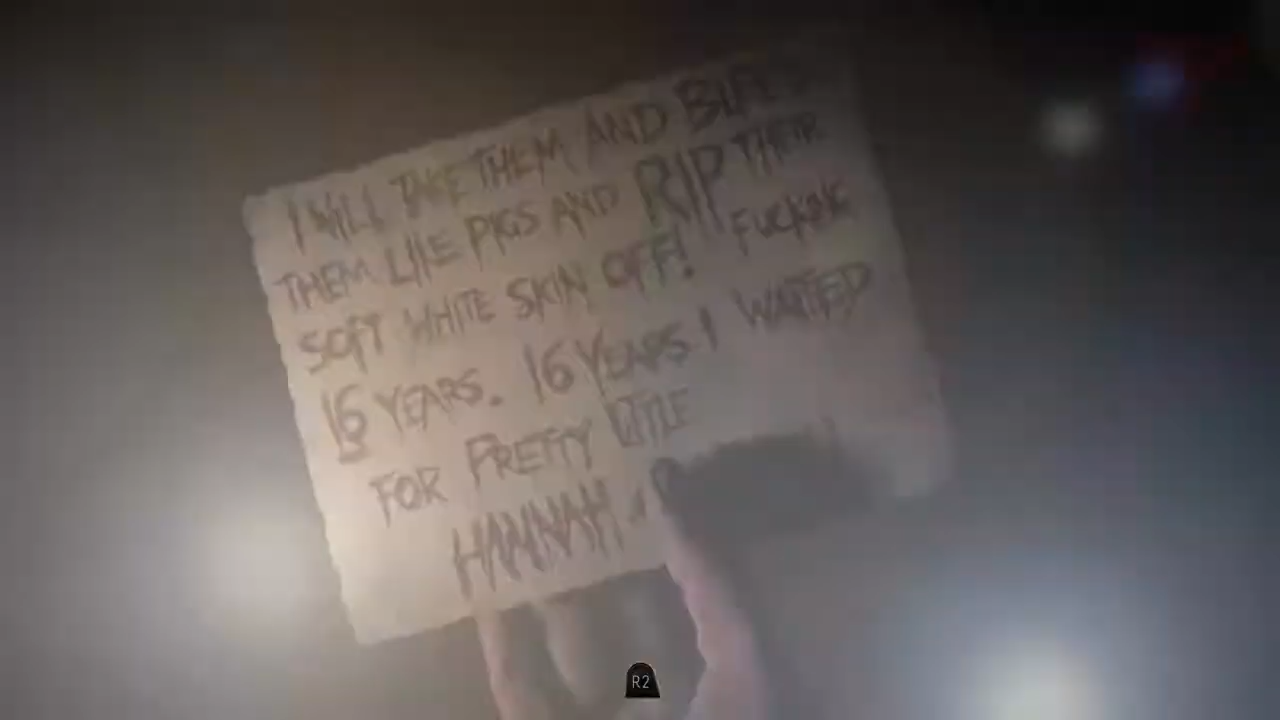 I WILL TAKE THEM AND
THEM LIKE PIGS AND RIP THEIR
SOFT WHITE SKIN OFF! FUCKING
16 YEARS. 16 YEARS I WAITED
FOR PRETTY LITTLE
HANNAH.
R2